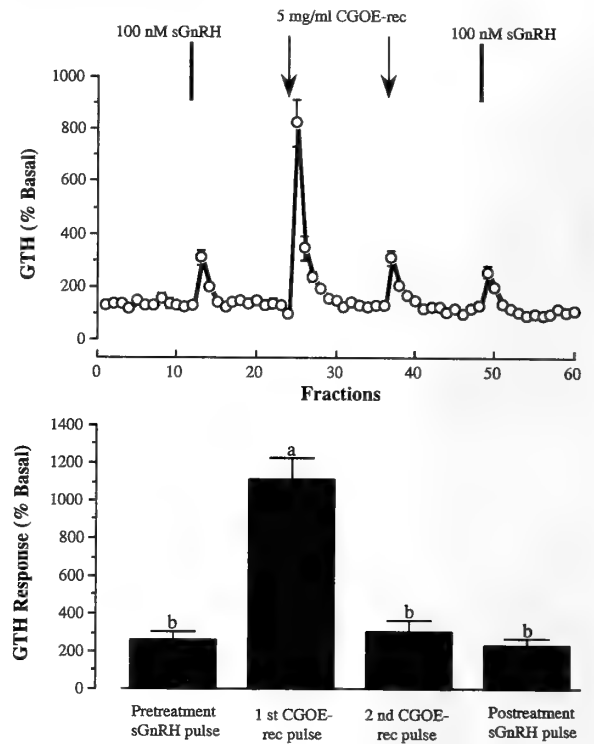 5 mg/ml CGOE-rec
100 nM sGnRH
100 nM sGnRH
1000
800
600
400
200
0
GTH (% Basal)
0 10 20 30 40 50 60
Fractions
1400
1200
1000
800
600
400
200
0
GTH Response (% Basal)
a
b
b
b
Pretreatment
sGnRH pulse
1 st CGOE-
rec pulse
2 nd CGOE-
rec pulse
Posttreatment
sGnRH pulse